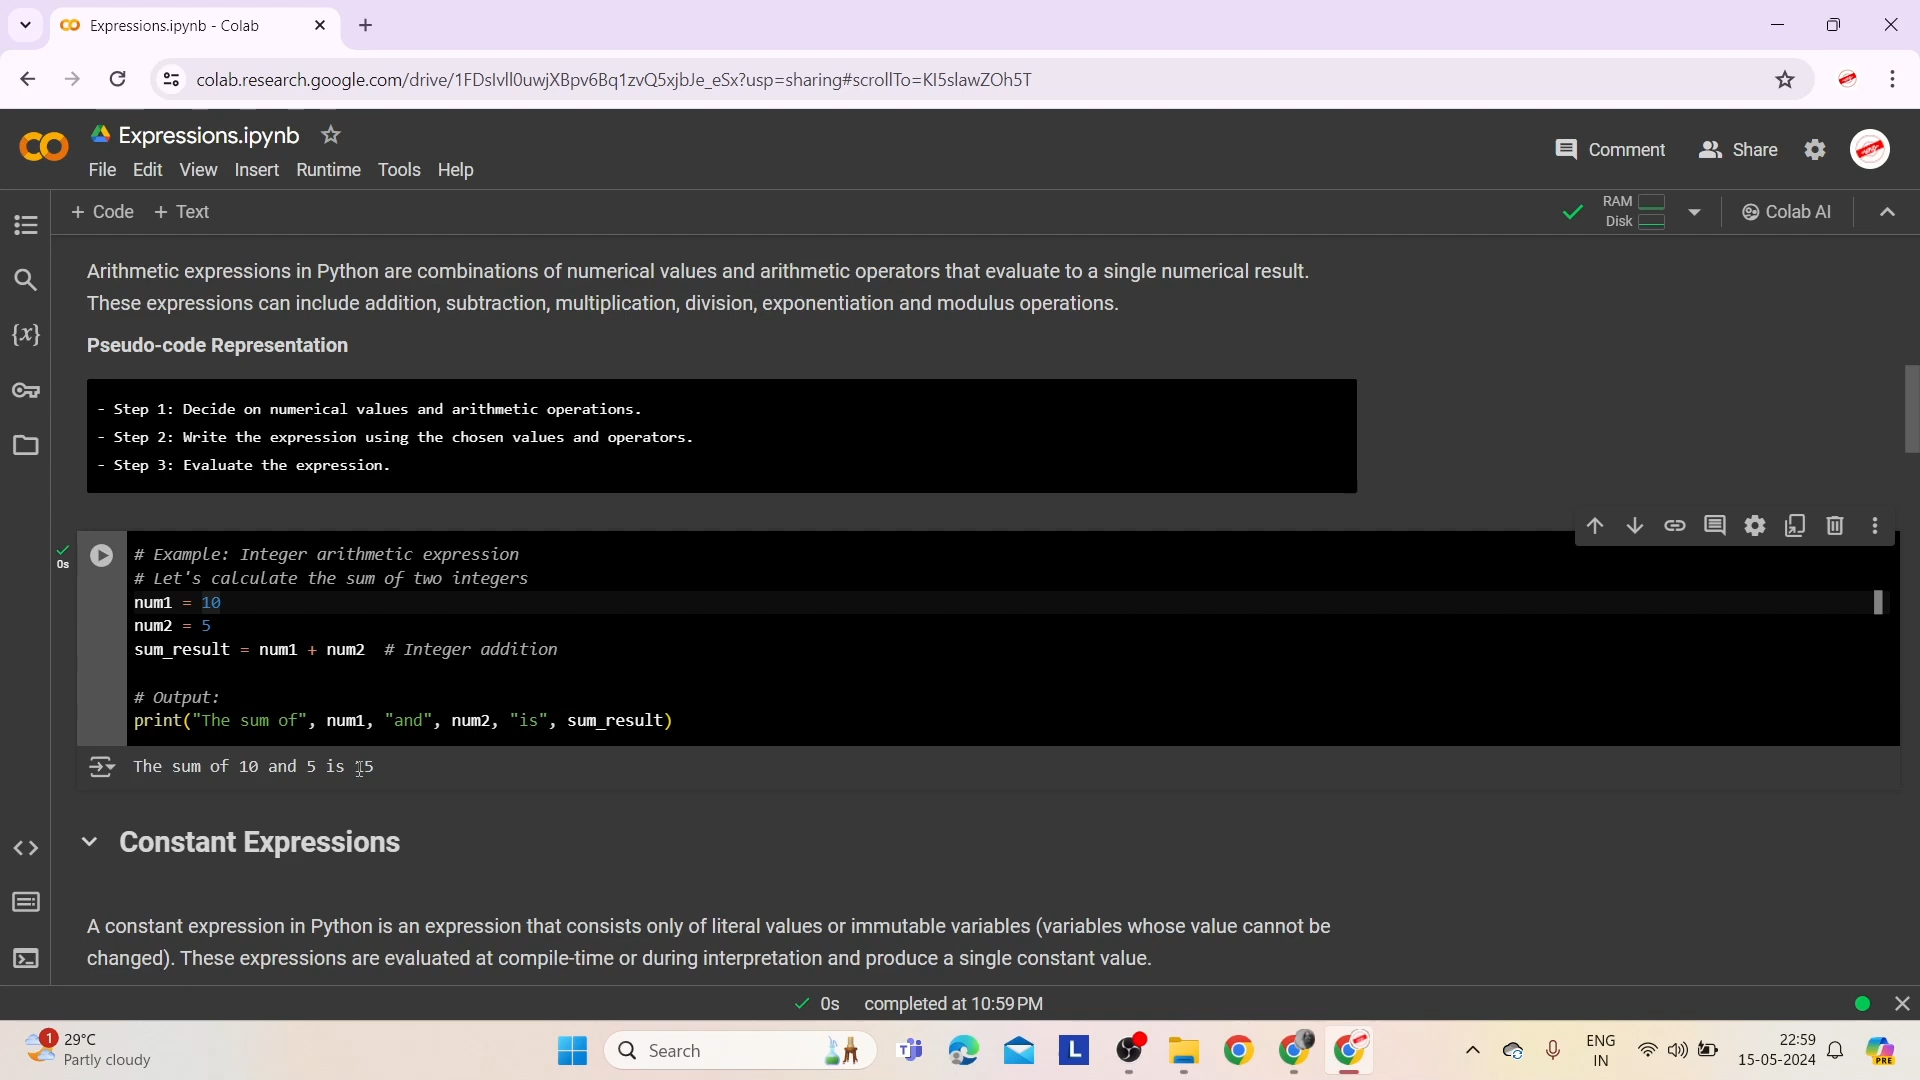 Expressions.ipynb - Colab
colab.research.google.com/drive/1FDsIvll0uwjXBpv6Bq1zvQ5xjbJe_eSx?usp=sharing#scrollTo=KI5slawZOh5T
Expressions.ipynb
File Edit View Insert Runtime Tools Help
Comment Share
+ Code + Text
RAM
Disk
Colab AI
Arithmetic expressions in Python are combinations of numerical values and arithmetic operators that evaluate to a single numerical result.
These expressions can include addition, subtraction, multiplication, division, exponentiation and modulus operations.
Pseudo-code Representation
- Step 1: Decide on numerical values and arithmetic operations.
- Step 2: Write the expression using the chosen values and operators.
- Step 3: Evaluate the expression.
0s
# Example: Integer arithmetic expression
# Let's calculate the sum of two integers
num1 = 10
num2 = 5
sum_result = num1 + num2 # Integer addition
# Output:
print("The sum of", num1, "and", num2, "is", sum_result)
The sum of 10 and 5 is 15
Constant Expressions
A constant expression in Python is an expression that consists only of literal values or immutable variables (variables whose value cannot be
changed). These expressions are evaluated at compile-time or during interpretation and produce a single constant value.
0s completed at 10:59 PM
1
29°C
Partly cloudy
Search
L
ENG
IN
22:59
15-05-2024
PRE